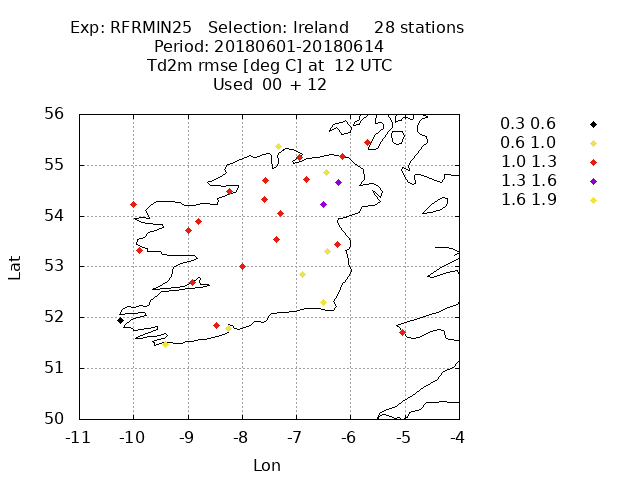 Exp: RFRMIN25 Selection: Ireland 28 stations
Period: 20180601-20180614
Td2m rmse [deg C] at 12 UTC
Used 00 + 12
0.3 0.6
0.6 1.0
1.0 1.3
1.3 1.6
1.6 1.9
56
55
54
53
52
51
50
Lat
-11 -10 -9 -8 -7 -6 -5 -4
Lon